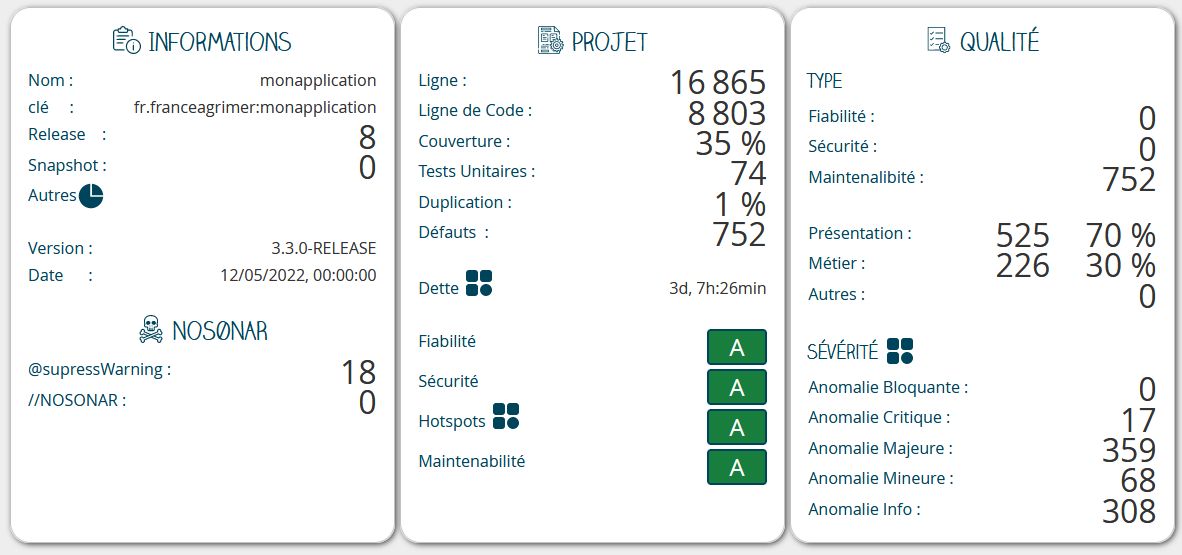 INFORMATIONS
Nom : monapplication
clé : fr.franceagrimer:monapplication
Release : 8
Snapshot : 0
Autres
Version : 3.3.0-RELEASE
Date : 12/05/2022, 00:00:00
NOSONAR
@supressWarning : 18
//NOSONAR : 0
PROJET
Ligne : 16 865
Ligne de Code : 8 803
Couverture : 35 %
Tests Unitaires : 74
Duplication : 1 %
Défauts : 752
Dette 3d, 7h:26min
Fiabilité A
Sécurité A
Hotspots A
Maintenabilité A
QUALITÉ
TYPE
Fiabilité : 0
Sécurité : 0
Maintenalibité : 752
Présentation : 525 70 %
Métier : 226 30 %
Autres : 0
SÉVÉRITÉ
Anomalie Bloquante : 0
Anomalie Critique : 17
Anomalie Majeure : 359
Anomalie Mineure : 68
Anomalie Info : 308